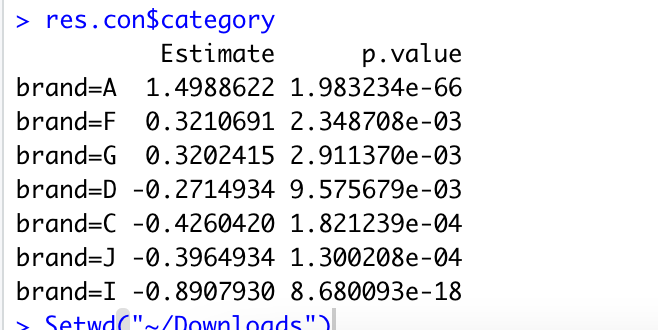 > res.con$category
Estimate p.value
brand=A 1.4988622 1.983234e-66
brand=F 0.3210691 2.348708e-03
brand=G 0.3202415 2.911370e-03
brand=D -0.2714934 9.575679e-03
brand=C -0.4260420 1.821239e-04
brand=J -0.3964934 1.300208e-04
brand=I -0.8907930 8.680093e-18
> Setwd("~/Downloads")